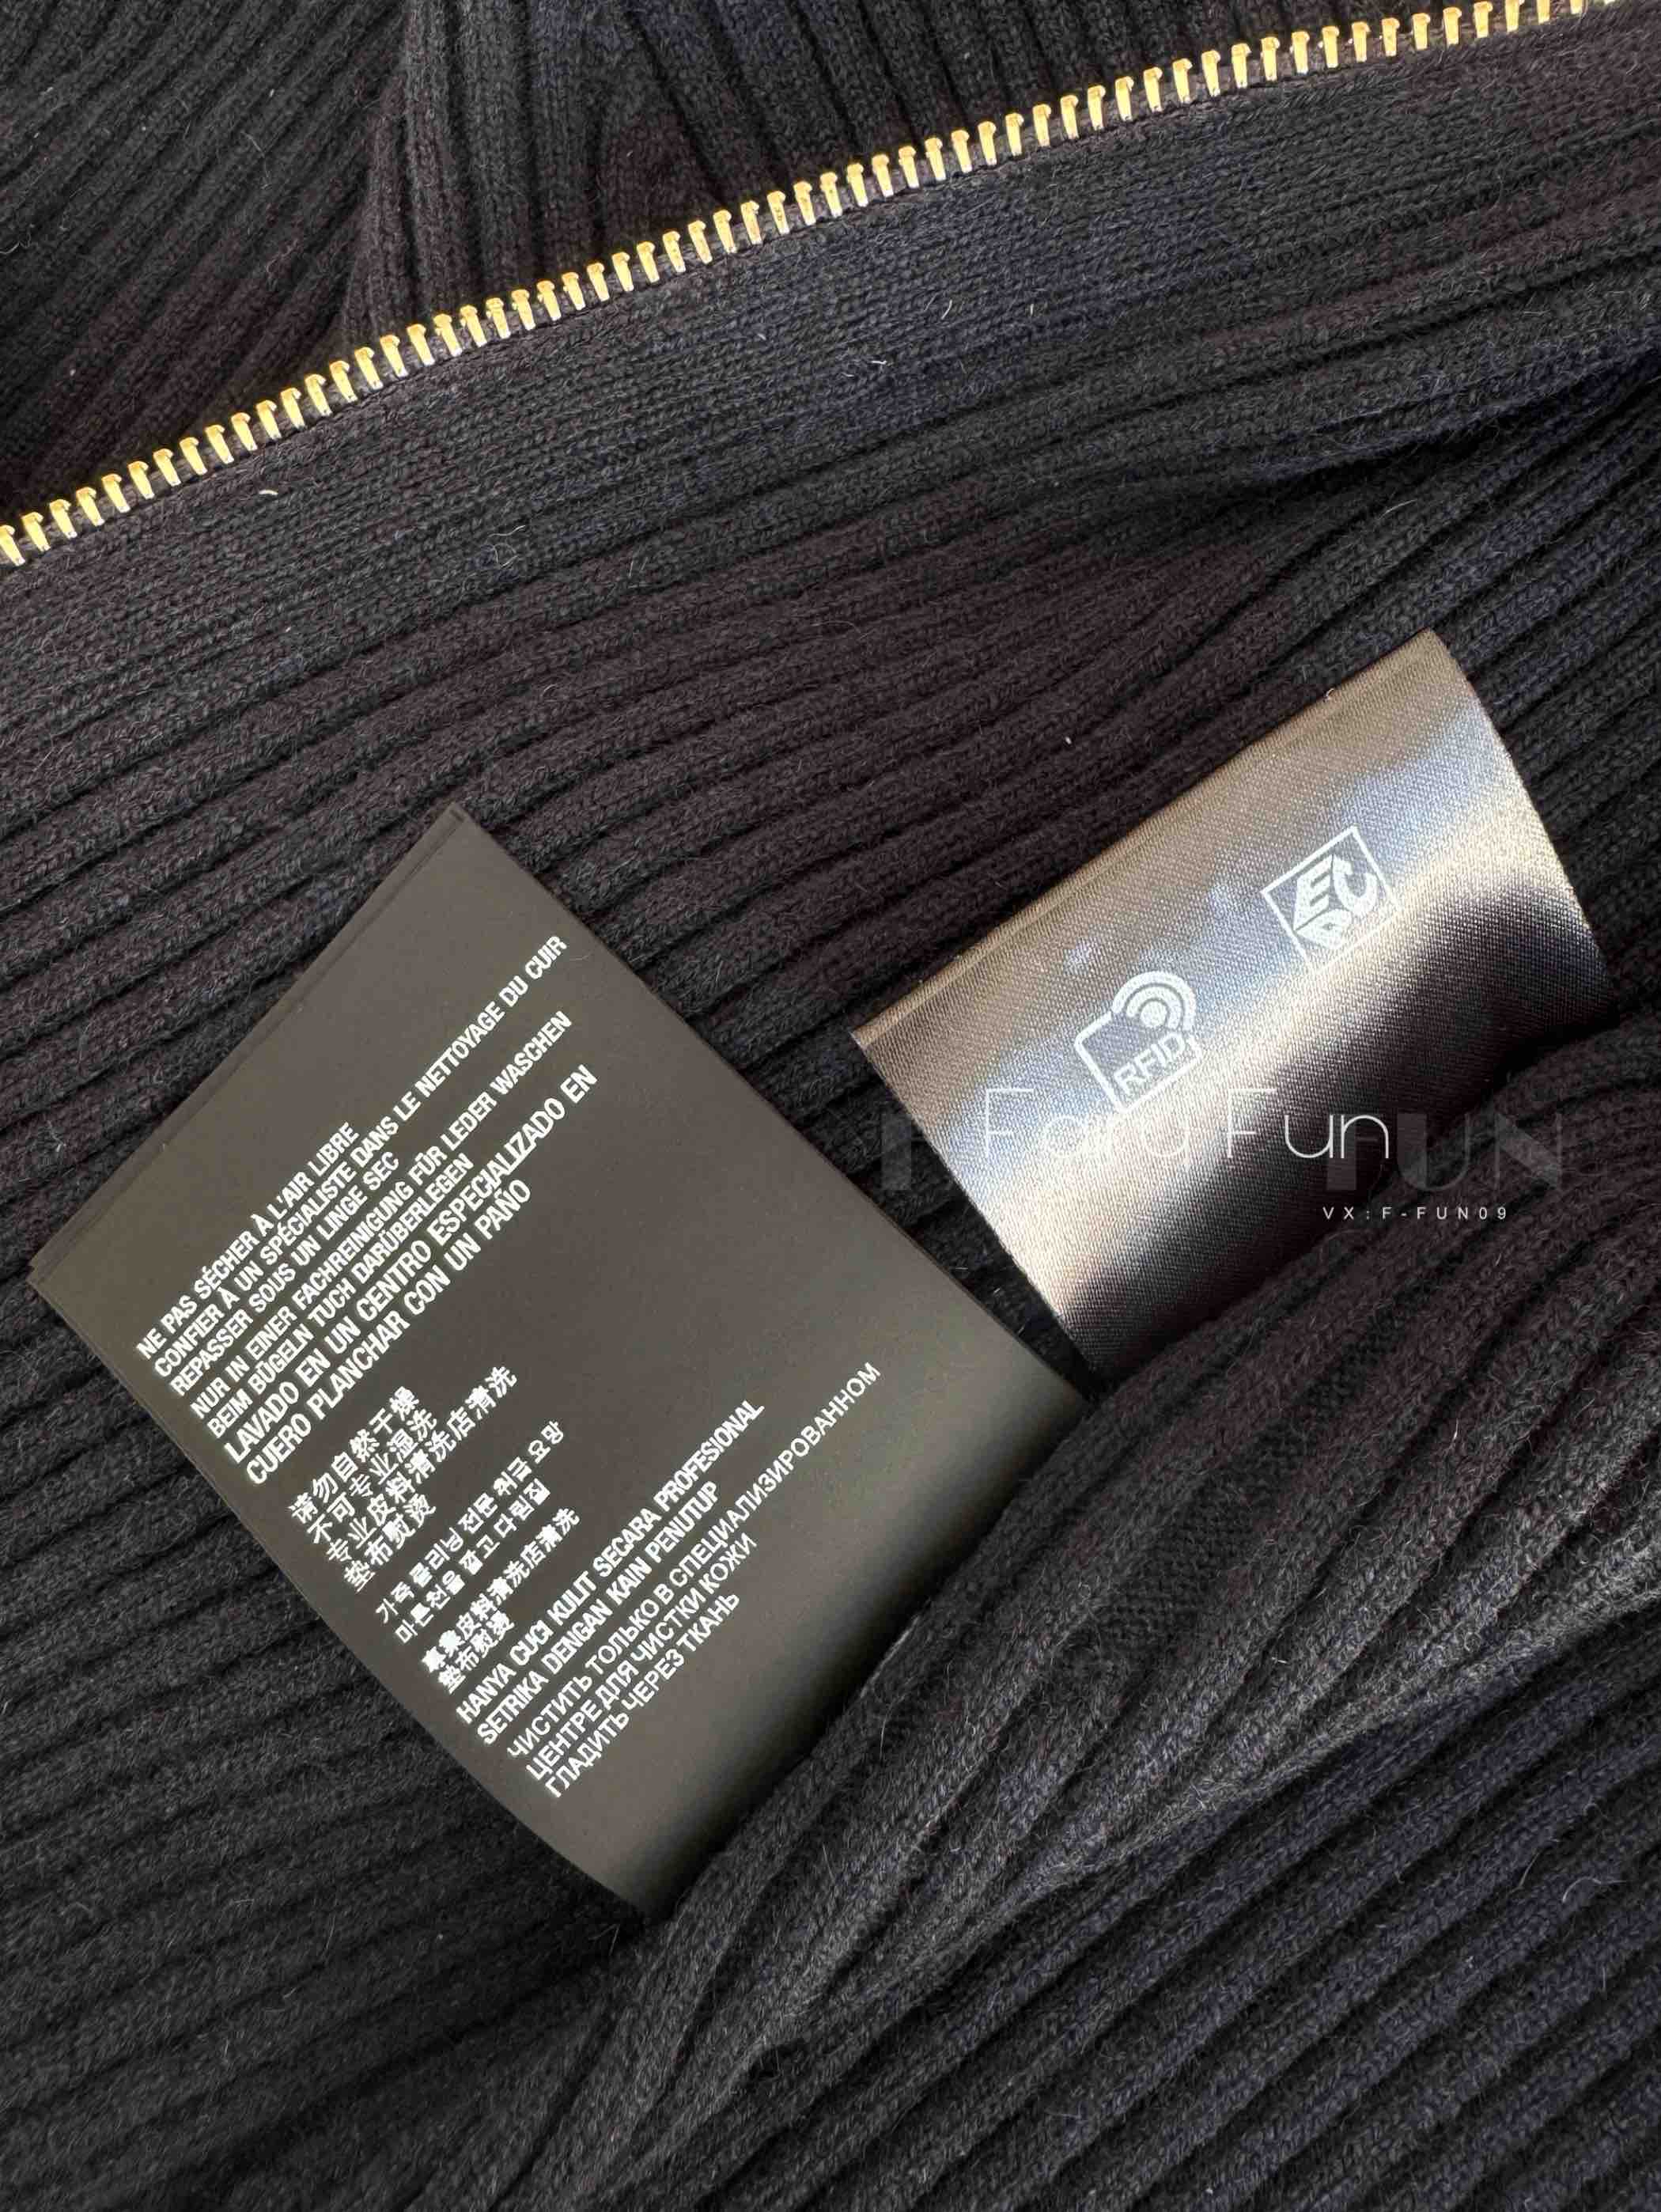 NE PAS SÉCHER À L'AIR LIBRE
CONFIER À UN SPÉCIALISTE DANS LE NETTOYAGE DU CUIR
REPASSER SOUS UN LINGE SEC
NUR IN EINER FACHREINIGUNG FÜR LEDER WASCHEN
BEIM BÜGELN TUCH DARÜBERLEGEN
LAVADO EN UN CENTRO ESPECIALIZADO EN
CUERO PLANCHAR CON UN PAÑO
请勿自然干燥
不可专业湿洗
专业皮料清洗店清洗
垫布熨烫
가죽 클리닝 전문 취급 요망
마른천을 깔고 다림질
專業皮料清洗店清洗
墊布熨燙
HANYA CUCI KULIT SECARA PROFESIONAL
SETRIKA DENGAN KAIN PENUTUP
ЧИСТИТЬ ТОЛЬКО В СПЕЦИАЛИЗИРОВАННОМ
ЦЕНТРЕ ДЛЯ ЧИСТКИ КОЖИ
ГЛАДИТЬ ЧЕРЕЗ ТКАНЬ
RFID
Fairy Fun
FUN
VX:F-FUN09